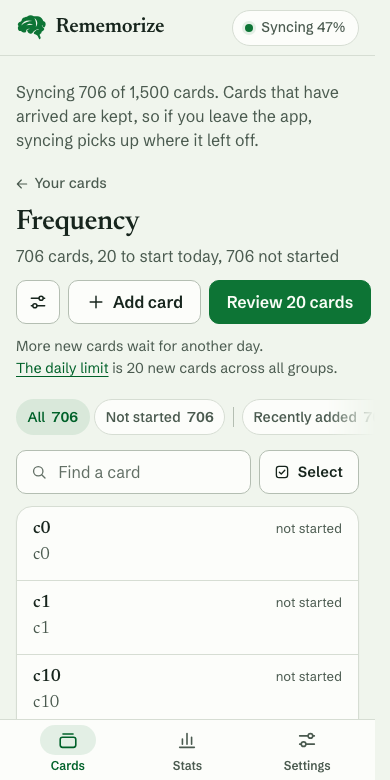 Rememorize
Syncing 47%
Syncing 706 of 1,500 cards. Cards that have
arrived are kept, so if you leave the app,
syncing picks up where it left off.
← Your cards
Frequency
706 cards, 20 to start today, 706 not started
+ Add card
Review 20 cards
More new cards wait for another day.
The daily limit is 20 new cards across all groups.
All 706
Not started 706
Recently added
Find a card
Select
c0
not started
c0
c1
not started
c1
c10
not started
c10
Cards
Stats
Settings